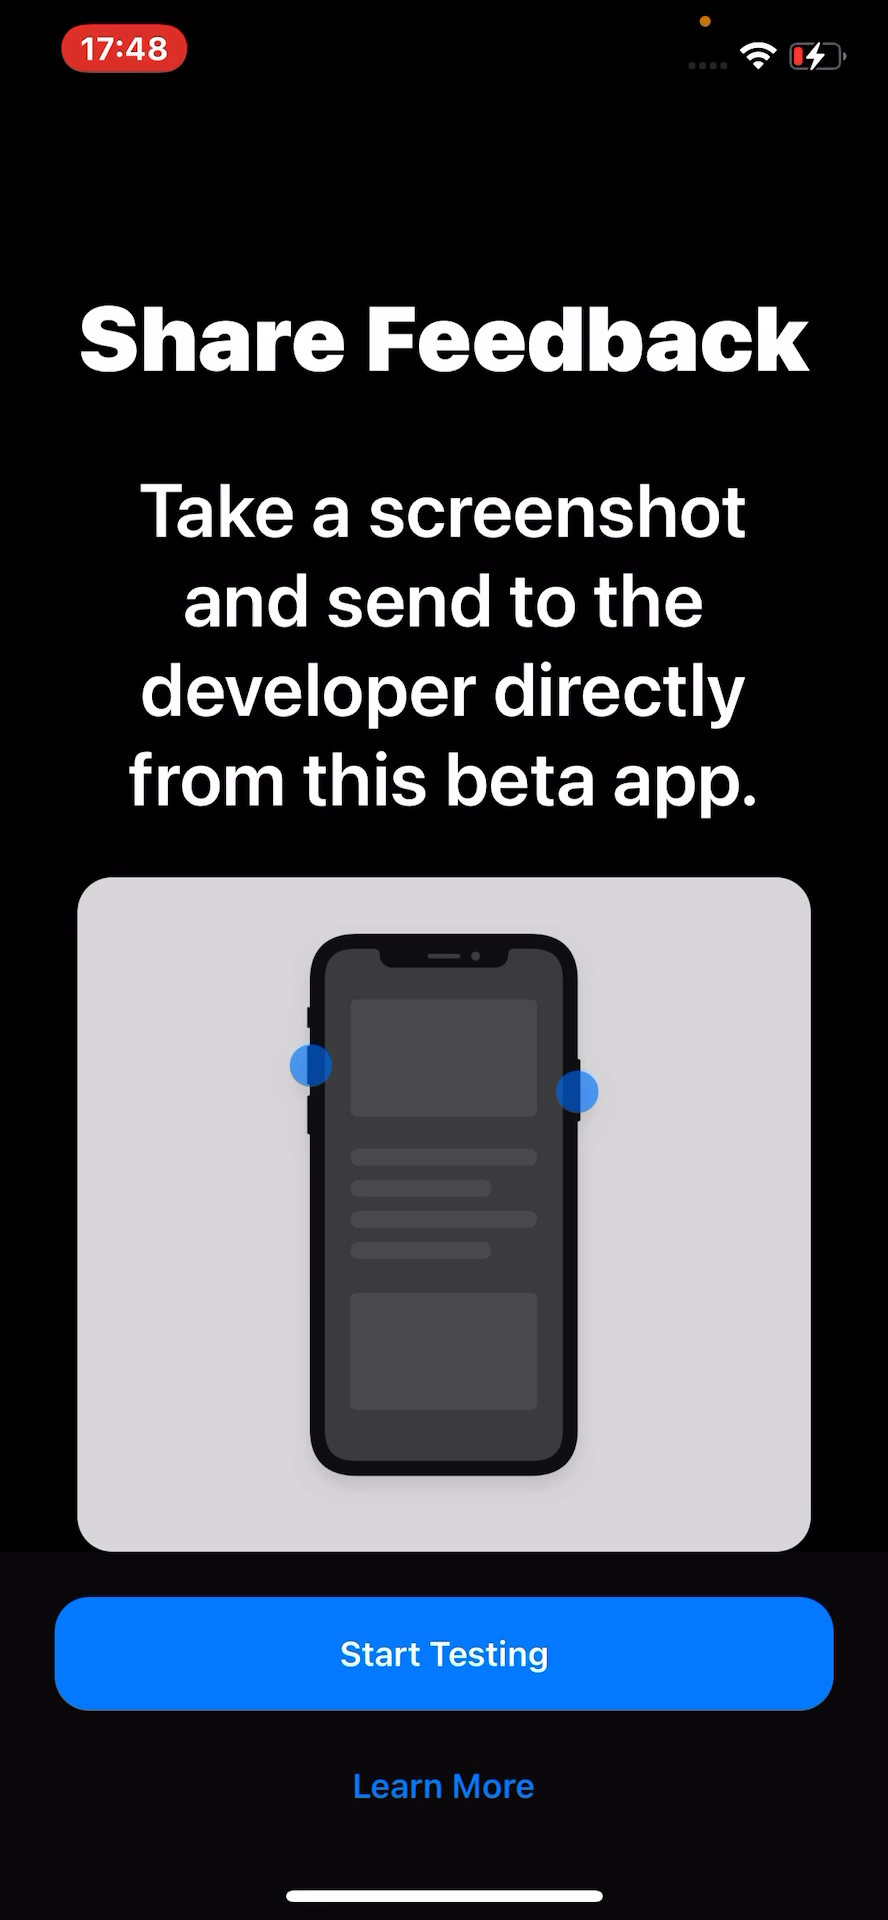 17:48
Share Feedback
Take a screenshot
and send to the
developer directly
from this beta app.
Start Testing
Learn More